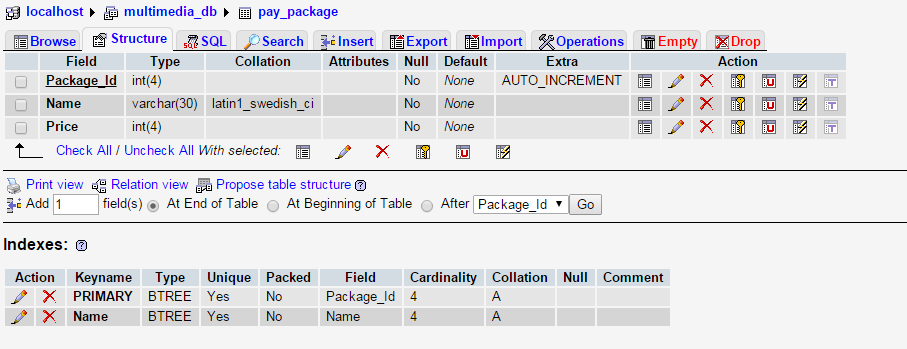 localhost multimedia_db pay_package
Browse Structure SQL Search Insert Export Import Operations Empty Drop
Field Type Collation Attributes Null Default Extra Action
Package_Id int(4) No None AUTO_INCREMENT
Name varchar(30) latin1_swedish_ci No None
Price int(4) No None
Check All / Uncheck All With selected:
Print view Relation view Propose table structure
Add 1 field(s) At End of Table At Beginning of Table After Package_Id Go
Indexes:
Action Keyname Type Unique Packed Field Cardinality Collation Null Comment
PRIMARY BTREE Yes No Package_Id 4 A
Name BTREE Yes No Name 4 A